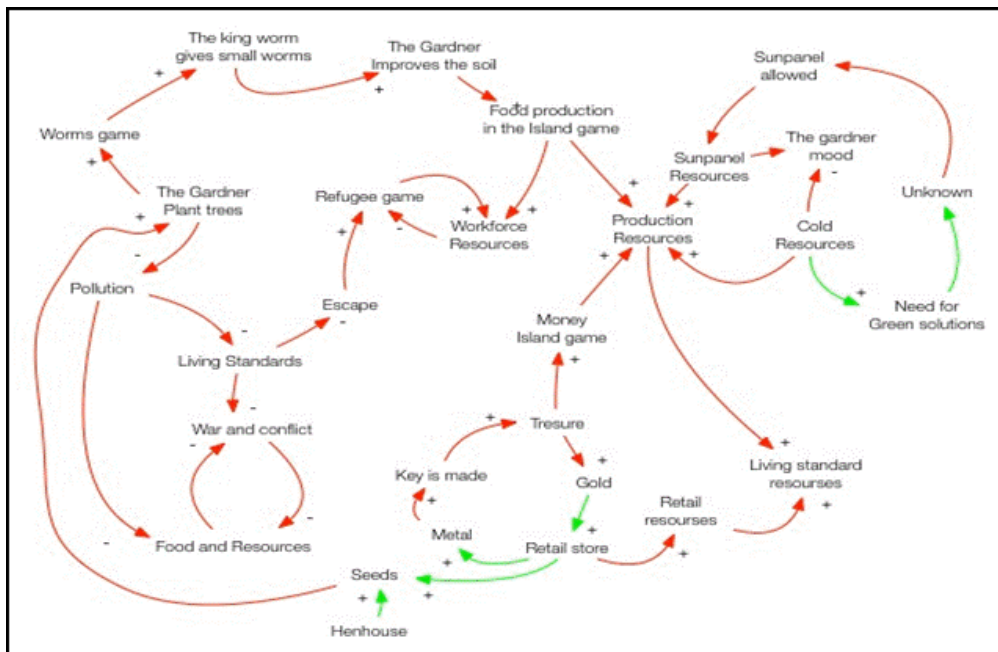 The king worm
gives small worms
The Gardner
Improves the soil
Sunpanel
allowed
+
+
+
Food production
in the Island game
Worms game
The gardner
mood
+
Sunpanel
Resources
-
The Gardner
Plant trees
Refugee game
+
Unknown
+
+
+
+
+
-
Workforce
Resources
Production
Resources
Cold
Resources
-
+
+
Pollution
Escape
+
Need for
Green solutions
-
-
Money
Island game
Living Standards
+
-
War and conflict
-
+
Tresure
+
Key is made
+
Gold
+
Living standard
resourses
+
Retail
resourses
+
-
-
Food and Resources
Metal
+
+
Retail store
+
Seeds
+
+
Henhouse